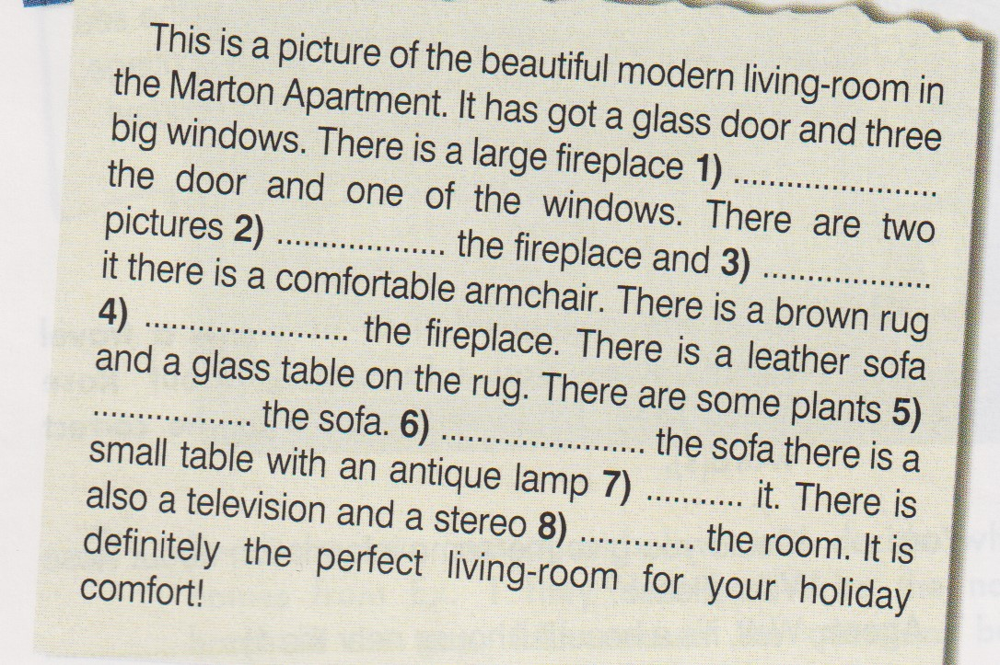 This is a picture of the beautiful modern living-room in
the Marton Apartment. It has got a glass door and three
big windows. There is a large fireplace 1) ......................
the door and one of the windows. There are two
pictures 2) ................... the fireplace and 3) ...................
it there is a comfortable armchair. There is a brown rug
4) ....................... the fireplace. There is a leather sofa
and a glass table on the rug. There are some plants 5)
.................. the sofa. 6) ....................... the sofa there is a
small table with an antique lamp 7) ........... it. There is
also a television and a stereo 8) ............. the room. It is
definitely the perfect living-room for your holiday
comfort!